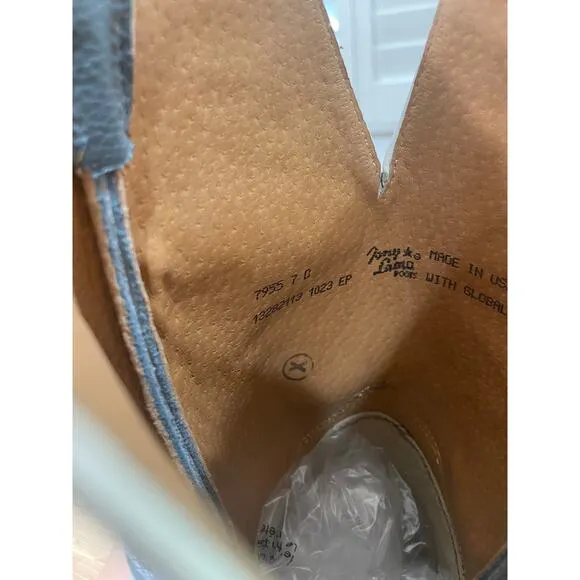 7955 7 D
13282113 1023 EP
X
Tony ★ ® MADE IN US
Lama
BOOTS WITH GLOBAL